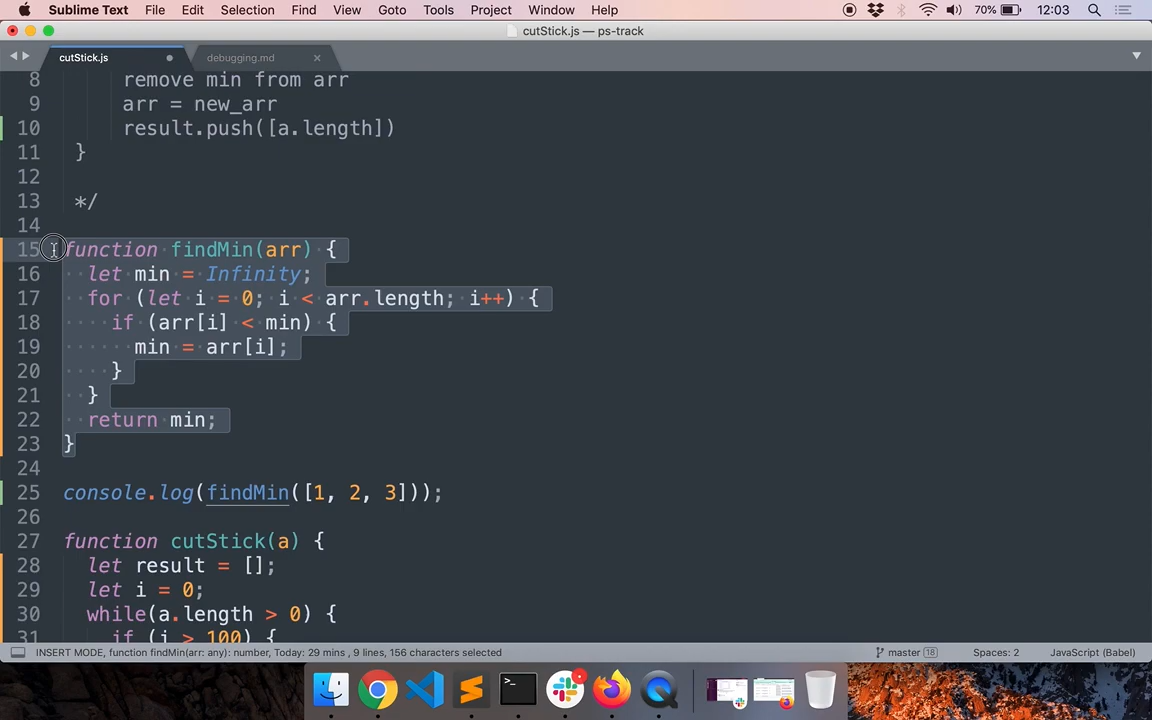 Sublime Text File Edit Selection Find View Goto Tools Project Window Help 70% 12:03
cutStick.js — ps-track
cutStick.js debugging.md
8 remove min from arr
9 arr = new_arr
10 result.push([a.length])
11 }
12
13 */
14
15 function findMin(arr) {
16 let min = Infinity;
17 for (let i = 0; i < arr.length; i++) {
18 if (arr[i] < min) {
19 min = arr[i];
20 }
21 }
22 return min;
23 }
24
25 console.log(findMin([1, 2, 3]));
26
27 function cutStick(a) {
28 let result = [];
29 let i = 0;
30 while(a.length > 0) {
31 if (i > 100) {
INSERT MODE, function findMin(arr: any): number, Today: 29 mins , 9 lines, 156 characters selected master 18 Spaces: 2 JavaScript (Babel)
>_